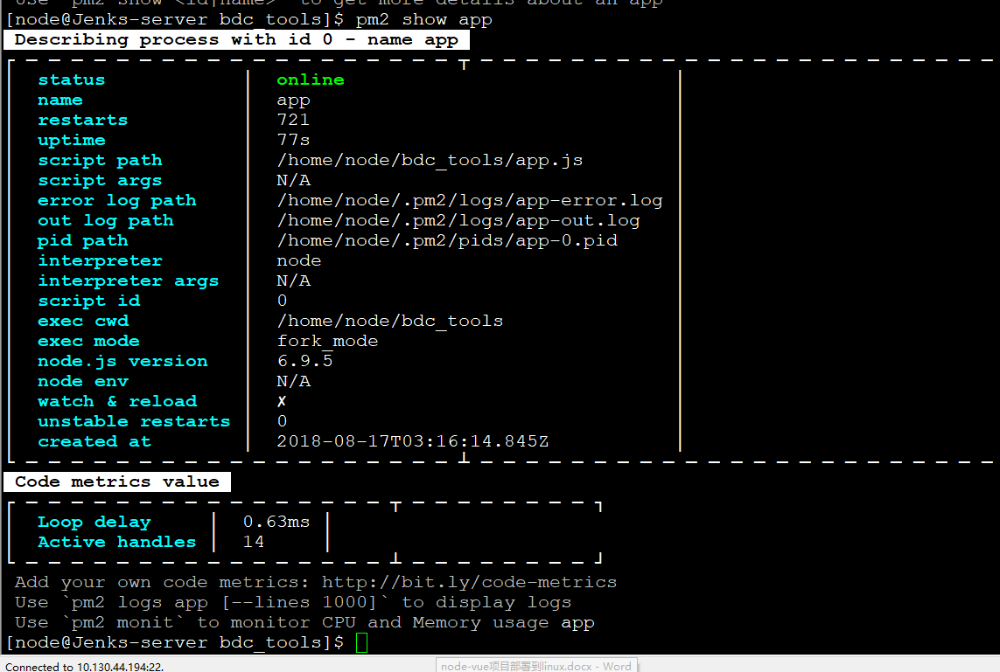 Use `pm2 show <id|name>` to get more details about an app
[node@Jenks-server bdc_tools]$ pm2 show app
Describing process with id 0 - name app
status online
name app
restarts 721
uptime 77s
script path /home/node/bdc_tools/app.js
script args N/A
error log path /home/node/.pm2/logs/app-error.log
out log path /home/node/.pm2/logs/app-out.log
pid path /home/node/.pm2/pids/app-0.pid
interpreter node
interpreter args N/A
script id 0
exec cwd /home/node/bdc_tools
exec mode fork_mode
node.js version 6.9.5
node env N/A
watch & reload ✗
unstable restarts 0
created at 2018-08-17T03:16:14.845Z
Code metrics value
Loop delay 0.63ms
Active handles 14
Add your own code metrics: http://bit.ly/code-metrics
Use `pm2 logs app [--lines 1000]` to display logs
Use `pm2 monit` to monitor CPU and Memory usage app
[node@Jenks-server bdc_tools]$
Connected to 10.130.44.194:22.
node-vue项目部署到linux.docx - Word